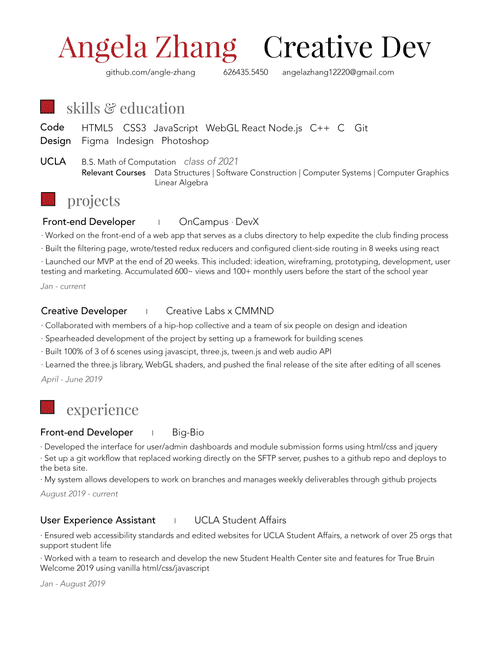 Angela Zhang Creative Dev
github.com/angle-zhang 626435.5450 angelazhang12220@gmail.com
skills & education
Code HTML5 CSS3 JavaScript WebGL React Node.js C++ C Git
Design Figma Indesign Photoshop
UCLA B.S. Math of Computation class of 2021
Relevant Courses Data Structures | Software Construction | Computer Systems | Computer Graphics
Linear Algebra
projects
Front-end Developer | OnCampus · DevX
· Worked on the front-end of a web app that serves as a clubs directory to help expedite the club finding process
· Built the filtering page, wrote/tested redux reducers and configured client-side routing in 8 weeks using react
· Launched our MVP at the end of 20 weeks. This included: ideation, wireframing, prototyping, development, user
testing and marketing. Accumulated 600~ views and 100+ monthly users before the start of the school year
Jan - current
Creative Developer | Creative Labs x CMMND
· Collaborated with members of a hip-hop collective and a team of six people on design and ideation
· Spearheaded development of the project by setting up a framework for building scenes
· Built 100% of 3 of 6 scenes using javascipt, three.js, tween.js and web audio API
· Learned the three.js library, WebGL shaders, and pushed the final release of the site after editing of all scenes
April - June 2019
experience
Front-end Developer | Big-Bio
· Developed the interface for user/admin dashboards and module submission forms using html/css and jquery
· Set up a git workflow that replaced working directly on the SFTP server, pushes to a github repo and deploys to
the beta site.
· My system allows developers to work on branches and manages weekly deliverables through github projects
August 2019 - current
User Experience Assistant | UCLA Student Affairs
· Ensured web accessibility standards and edited websites for UCLA Student Affairs, a network of over 25 orgs that
support student life
· Worked with a team to research and develop the new Student Health Center site and features for True Bruin
Welcome 2019 using vanilla html/css/javascript
Jan - August 2019